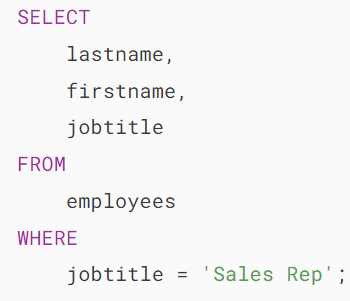 SELECT
lastname,
firstname,
jobtitle
FROM
employees
WHERE
jobtitle = 'Sales Rep';